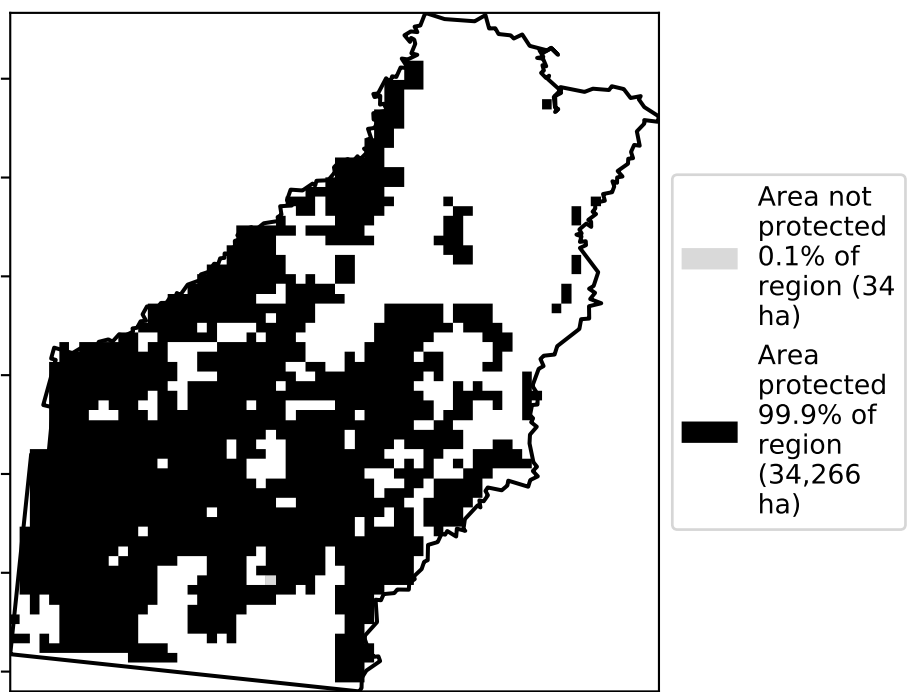 Area not
protected
0.1% of
region (34
ha)
Area
protected
99.9% of
region
(34,266
ha)